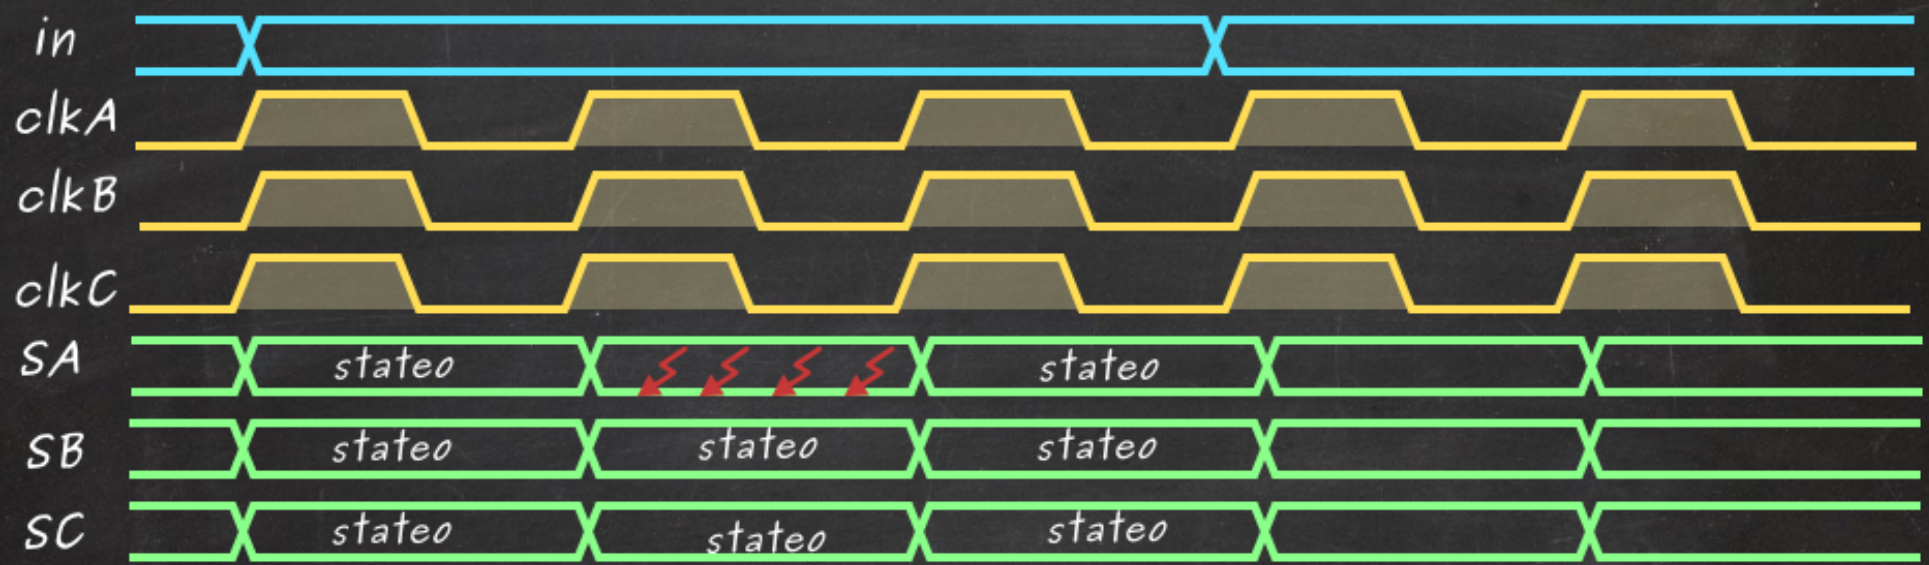 in
clkA
clkB
clkC
SA stateo stateo
SB stateo stateo stateo
SC stateo stateo stateo